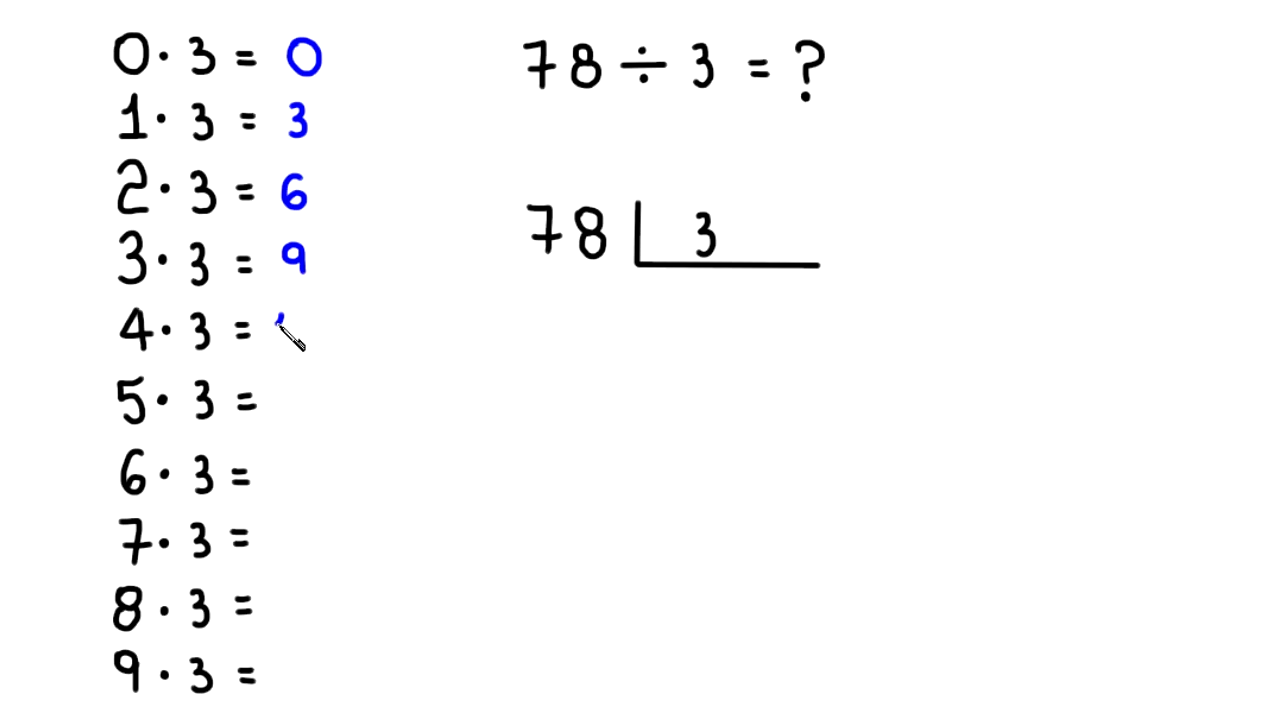 0 · 3 = 0
1 · 3 = 3
2 · 3 = 6
3 · 3 = 9
4 · 3 =
5 · 3 =
6 · 3 =
7 · 3 =
8 · 3 =
9 · 3 =
78 ÷ 3 = ?
78 3